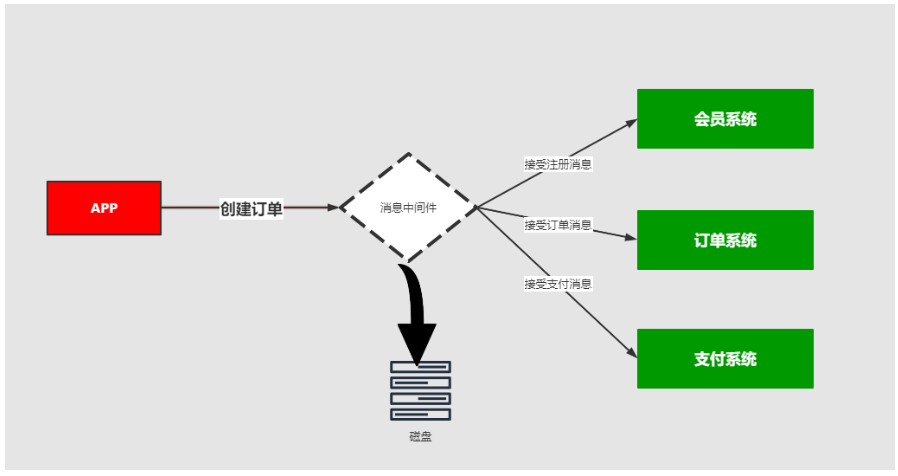 APP
创建订单
消息中间件
接受注册消息
会员系统
接受订单消息
订单系统
接受支付消息
支付系统
磁盘